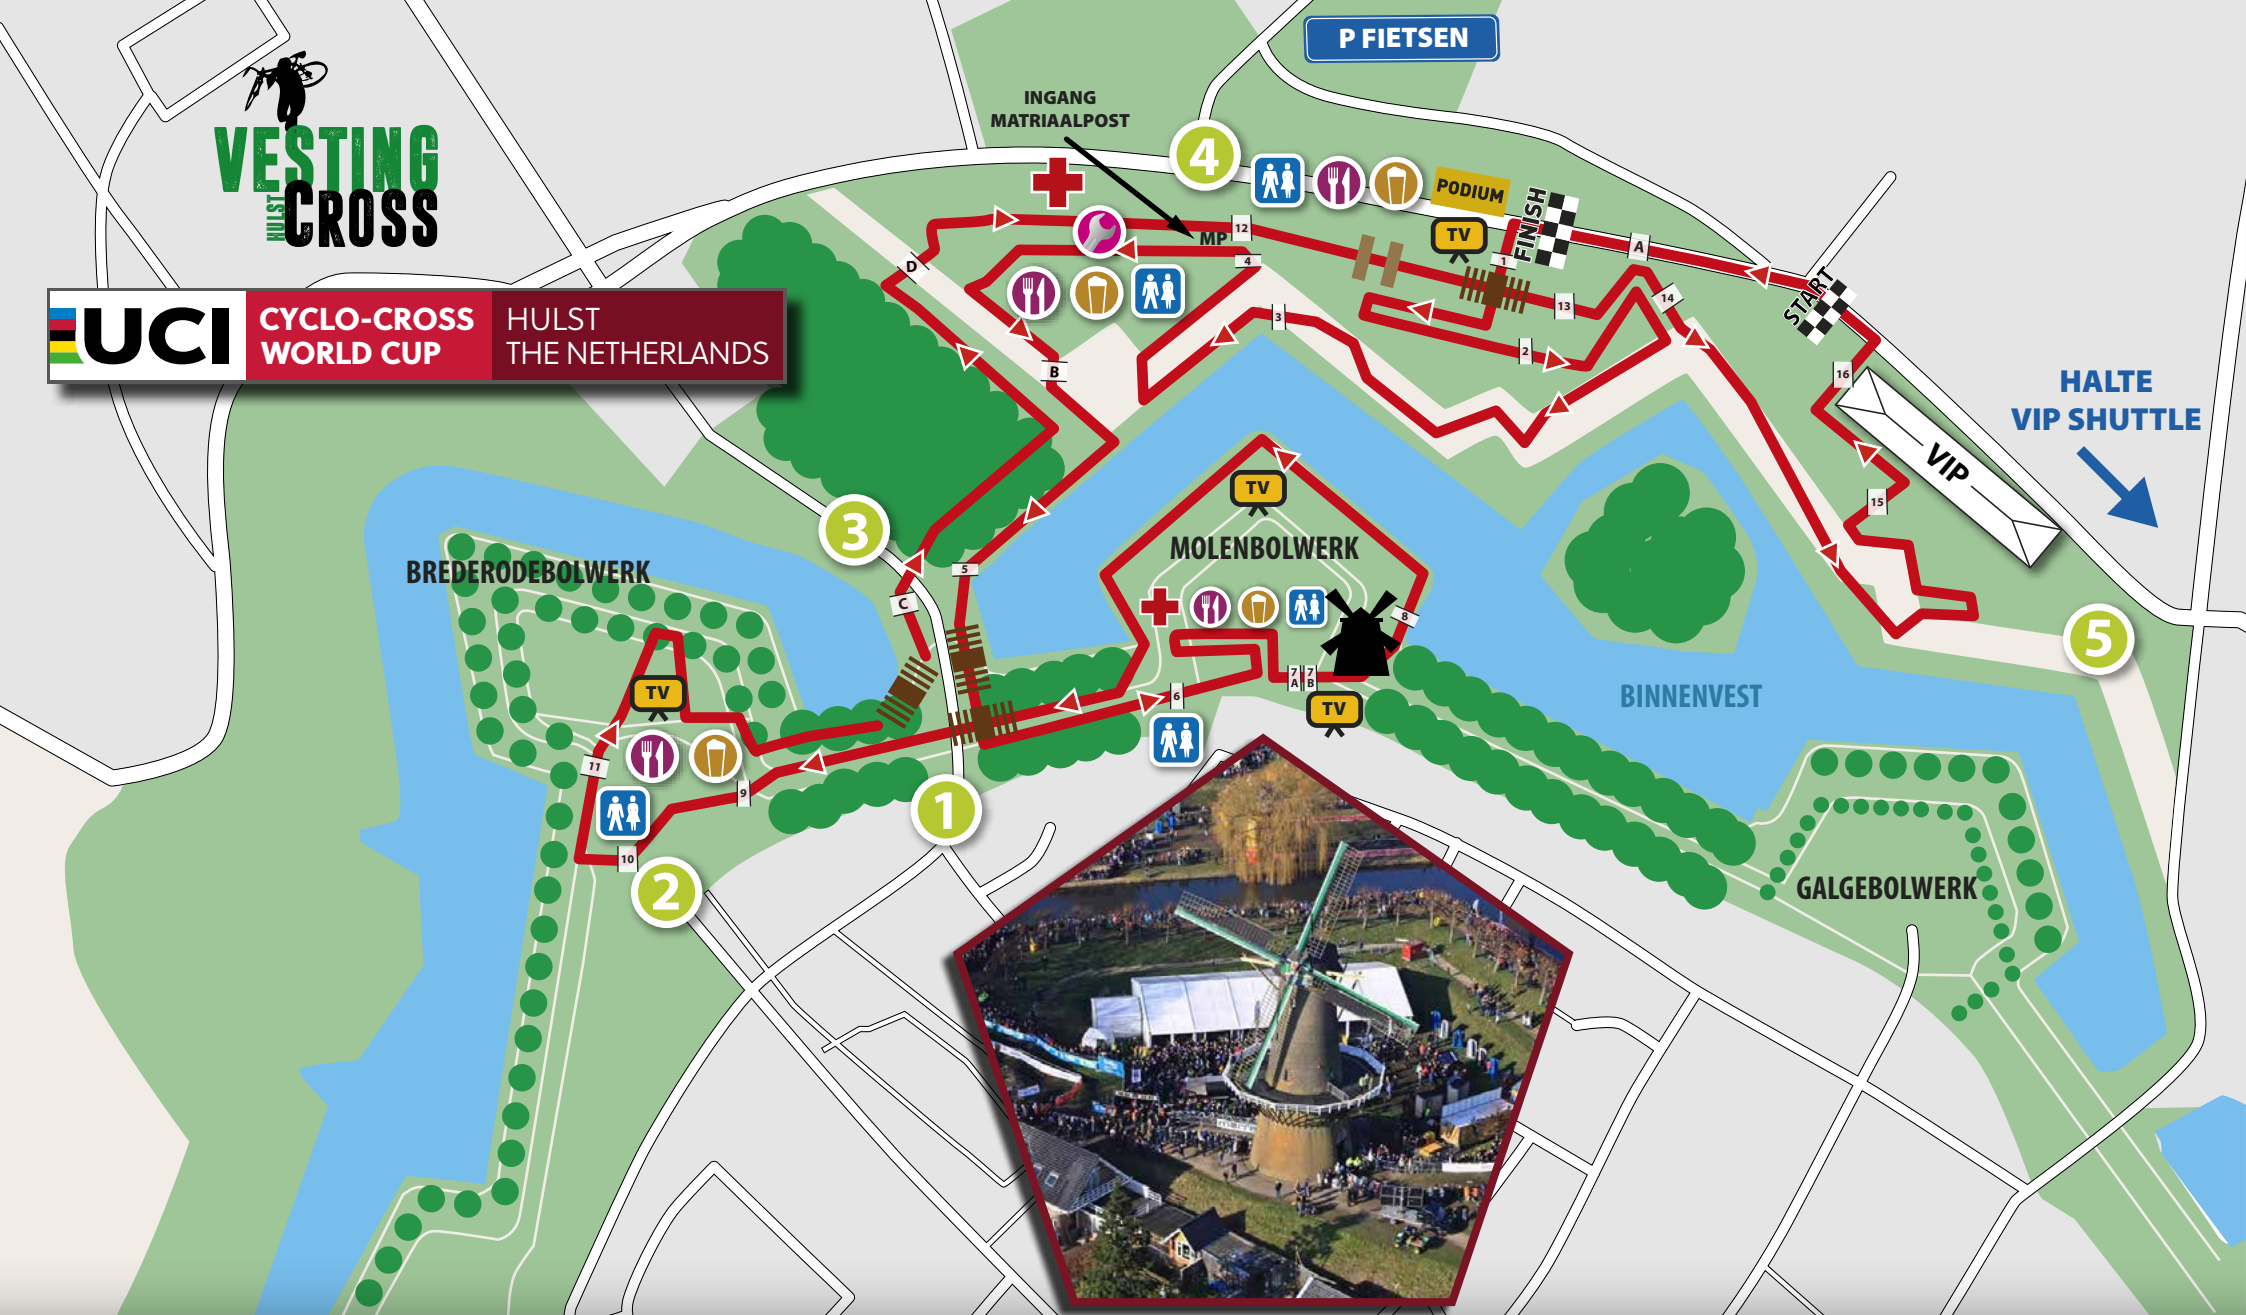 P FIETSEN
INGANG
MATRIAALPOST
VESTING
HULST
CROSS
4
PODIUM
FINISH
TV
12
MP
1
A
D
4
START
13
14
3
UCI
CYCLO-CROSS
WORLD CUP
HULST
THE NETHERLANDS
2
B
16
HALTE
VIP SHUTTLE
VIP
TV
15
3
BREDERODEBOLWERK
MOLENBOLWERK
5
C
8
5
TV
7
A
7
B
6
BINNENVEST
TV
11
9
1
10
2
GALGEBOLWERK